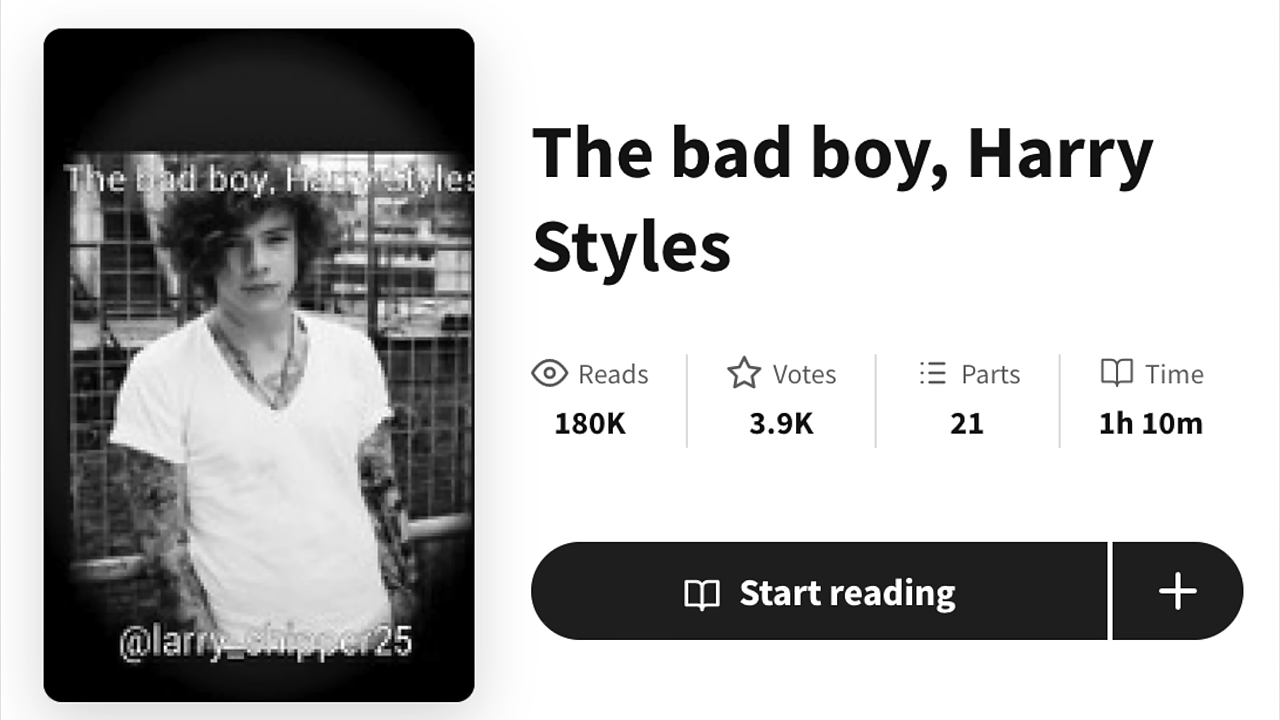 The bad boy, Harry Styles
@larry_shipper25
The bad boy, Harry
Styles
Reads
Votes
Parts
Time
180K
3.9K
21
1h 10m
Start reading